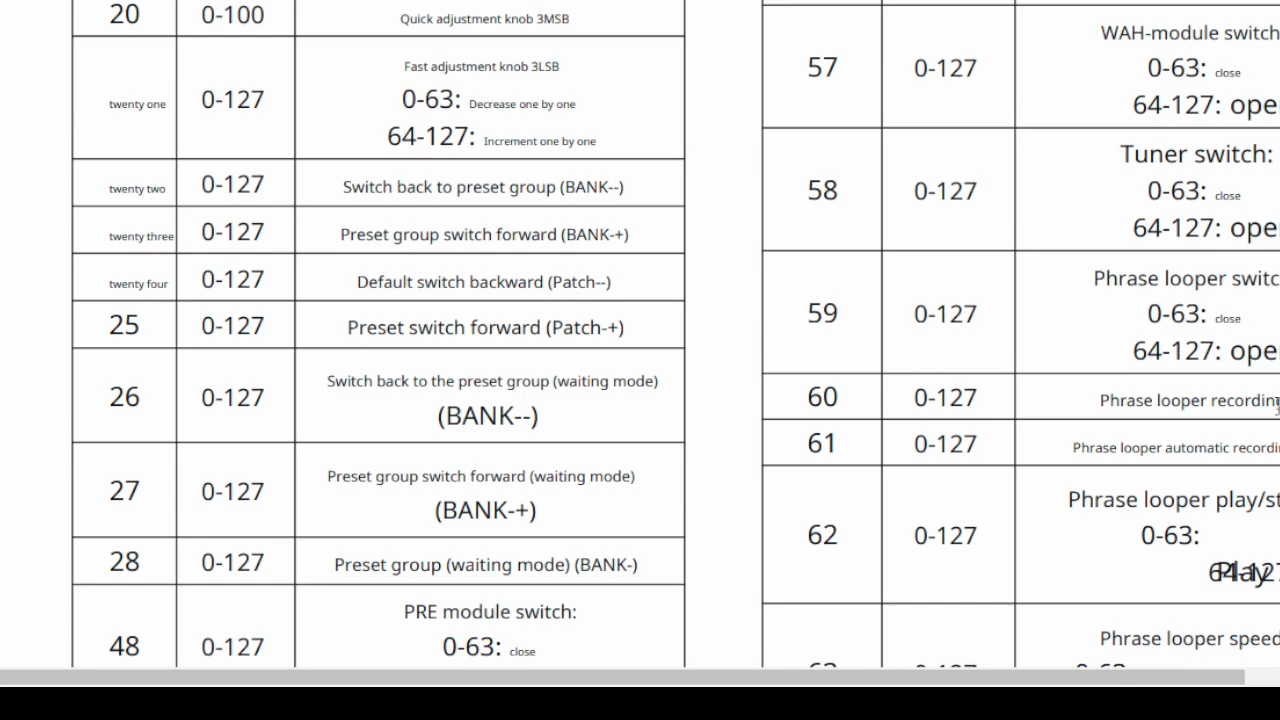 20 0-100 Quick adjustment knob 3MSB
twenty one 0-127 Fast adjustment knob 3LSB
0-63: Decrease one by one
64-127: Increment one by one
twenty two 0-127 Switch back to preset group (BANK--)
twenty three 0-127 Preset group switch forward (BANK-+)
twenty four 0-127 Default switch backward (Patch--)
25 0-127 Preset switch forward (Patch-+)
26 0-127 Switch back to the preset group (waiting mode)
(BANK--)
27 0-127 Preset group switch forward (waiting mode)
(BANK-+)
28 0-127 Preset group (waiting mode) (BANK-)
48 0-127 PRE module switch:
0-63: close
57 0-127 WAH-module switch
0-63: close
64-127: ope
58 0-127 Tuner switch:
0-63: close
64-127: ope
59 0-127 Phrase looper switc
0-63: close
64-127: ope
60 0-127 Phrase looper recordin
61 0-127 Phrase looper automatic recordi
62 0-127 Phrase looper play/st
0-63:
Play
64-127
Phrase looper speed